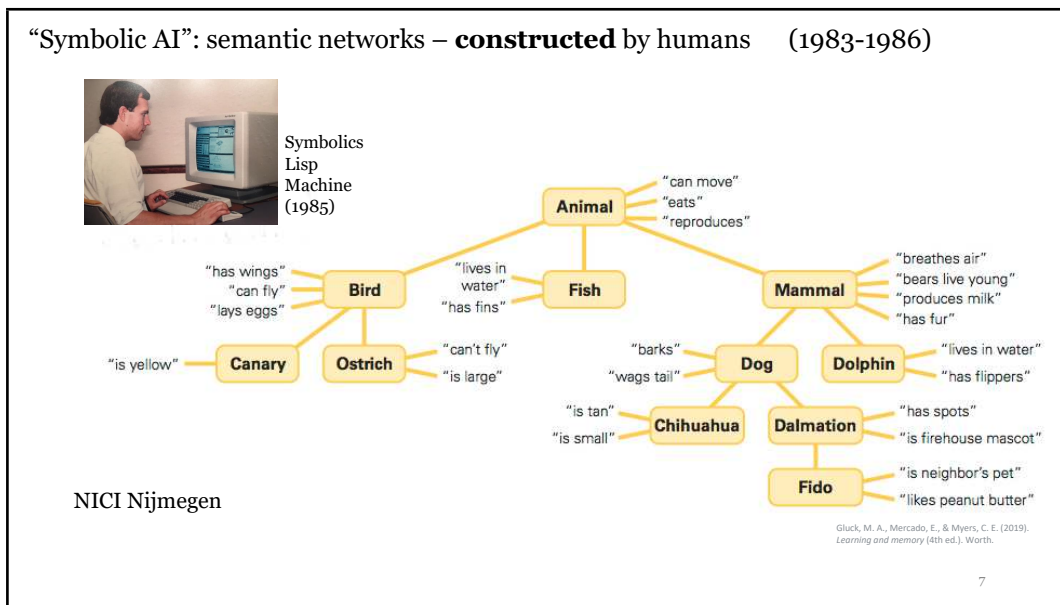 “Symbolic AI”: semantic networks – constructed by humans (1983-1986)
Symbolics
Lisp
Machine
(1985)
Animal
“can move”
“eats”
“reproduces”
“has wings”
“can fly”
“lays eggs”
Bird
“lives in
water”
“has fins”
Fish
Mammal
“breathes air”
“bears live young”
“produces milk”
“has fur”
“is yellow”
Canary
Ostrich
“can’t fly”
“is large”
“barks”
“wags tail”
Dog
Dolphin
“lives in water”
“has flippers”
“is tan”
“is small”
Chihuahua
Dalmation
“has spots”
“is firehouse mascot”
Fido
“is neighbor’s pet”
“likes peanut butter”
NICI Nijmegen
Gluck, M. A., Mercado, E., & Myers, C. E. (2019).
Learning and memory (4th ed.). Worth.
7